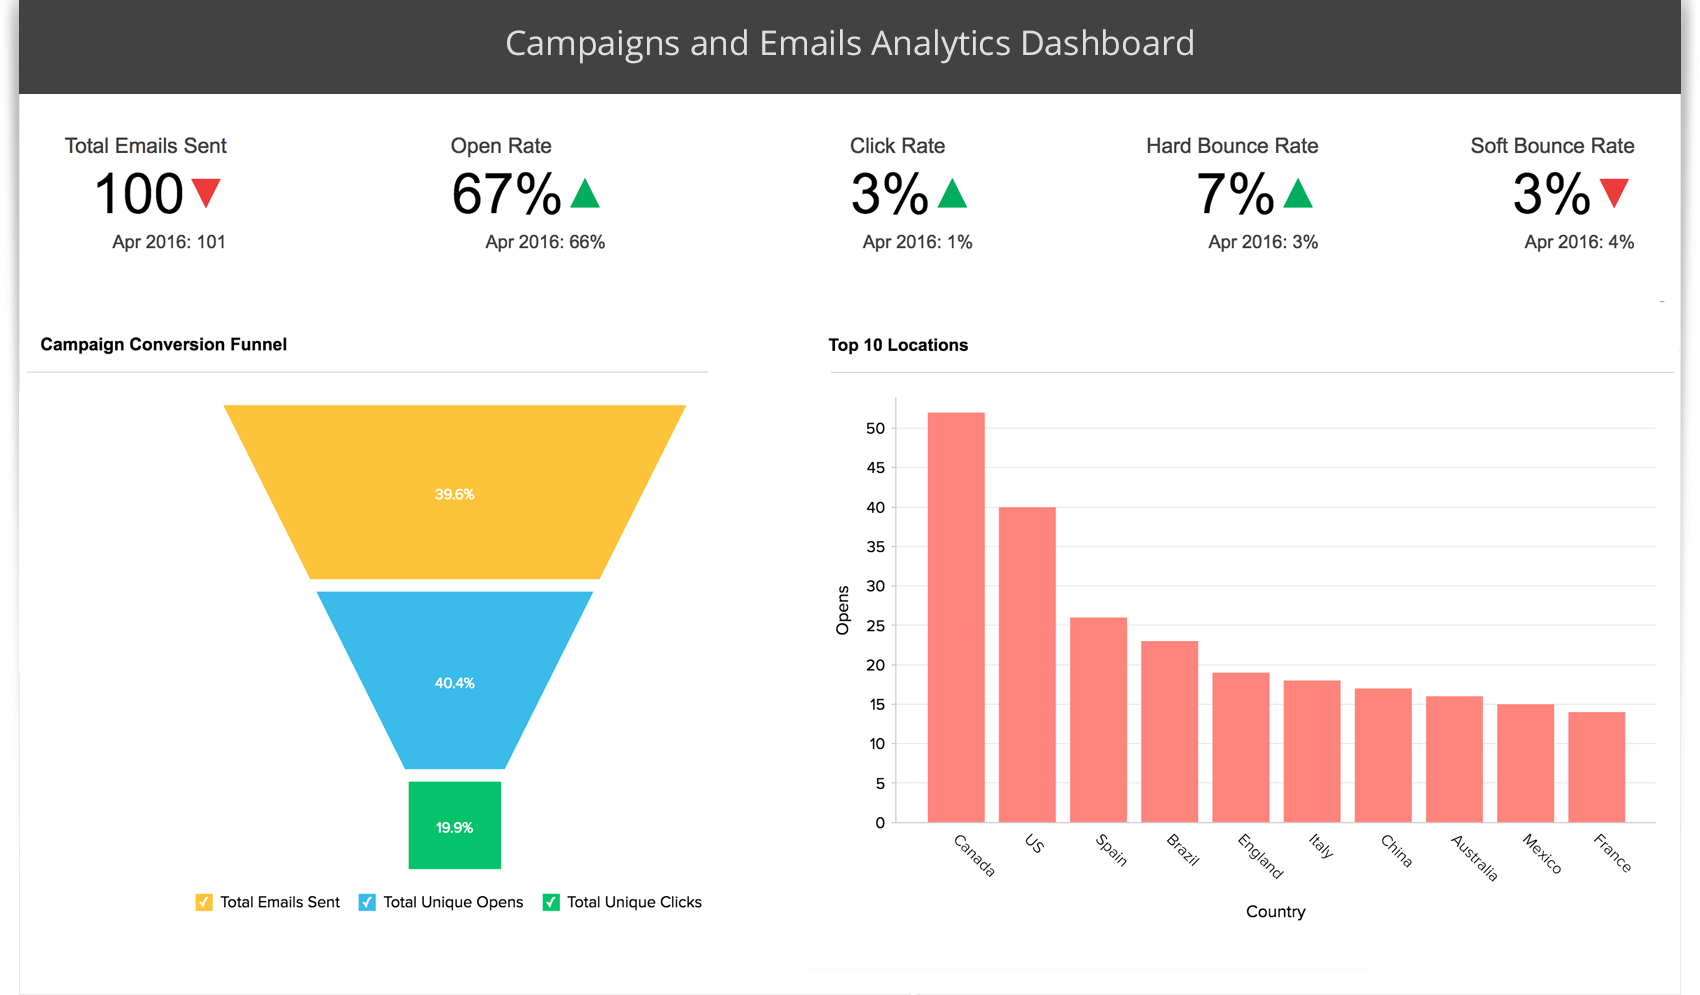 Campaigns and Emails Analytics Dashboard
Total Emails Sent
100
Apr 2016: 101
Open Rate
67%
Apr 2016: 66%
Click Rate
3%
Apr 2016: 1%
Hard Bounce Rate
7%
Apr 2016: 3%
Soft Bounce Rate
3%
Apr 2016: 4%
Campaign Conversion Funnel
39.6%
40.4%
19.9%
Total Emails Sent
Total Unique Opens
Total Unique Clicks
Top 10 Locations
Opens
50
45
40
35
30
25
20
15
10
5
0
Canada
US
Spain
Brazil
England
Italy
China
Australia
Mexico
France
Country